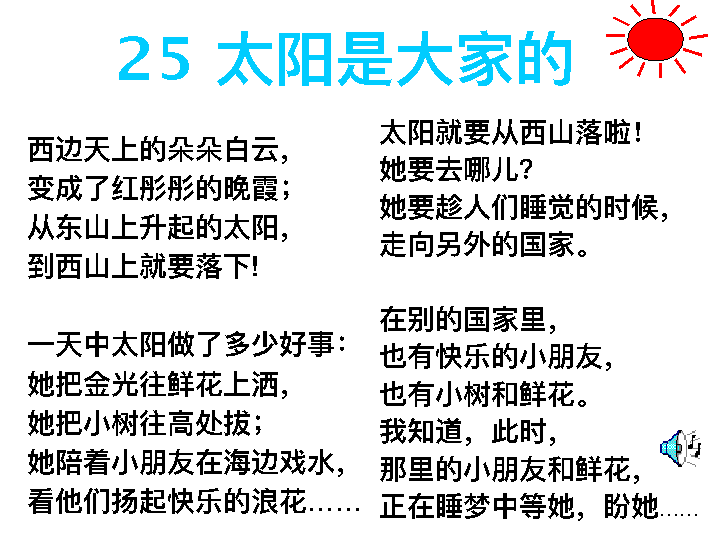 25 太阳是大家的
西边天上的朵朵白云，
变成了红彤彤的晚霞；
从东山上升起的太阳，
到西山上就要落下!
一天中太阳做了多少好事：
她把金光往鲜花上洒，
她把小树往高处拔；
她陪着小朋友在海边戏水，
看他们扬起快乐的浪花……
太阳就要从西山落啦！
她要去哪儿？
她要趁人们睡觉的时候，
走向另外的国家。
在别的国家里，
也有快乐的小朋友，
也有小树和鲜花。
我知道，此时，
那里的小朋友和鲜花，
正在睡梦中等她，盼她……